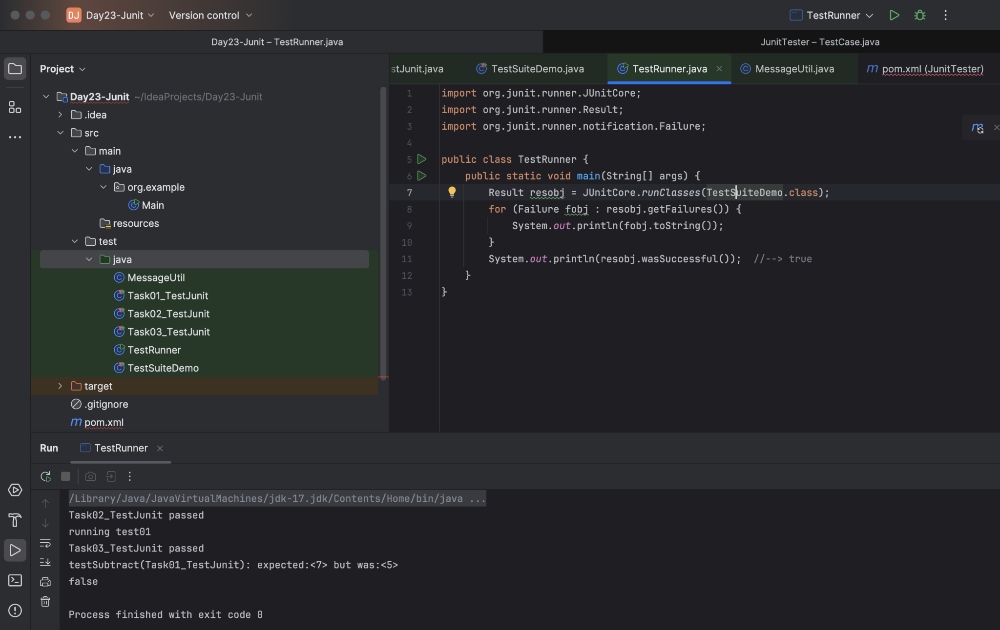 DJ Day23-Junit Version control TestRunner
Day23-Junit – TestRunner.java JunitTester – TestCase.java
Project
stJunit.java TestSuiteDemo.java TestRunner.java MessageUtil.java pom.xml (JunitTester)
Day23-Junit ~/IdeaProjects/Day23-Junit
.idea
src
main
java
org.example
Main
resources
test
java
MessageUtil
Task01_TestJunit
Task02_TestJunit
Task03_TestJunit
TestRunner
TestSuiteDemo
target
.gitignore
pom.xml
1 import org.junit.runner.JUnitCore;
2 import org.junit.runner.Result;
3 import org.junit.runner.notification.Failure;
4
5 public class TestRunner {
6 public static void main(String[] args) {
7 Result resobj = JUnitCore.runClasses(TestSuiteDemo.class);
8 for (Failure fobj : resobj.getFailures()) {
9 System.out.println(fobj.toString());
10 }
11 System.out.println(resobj.wasSuccessful()); //--> true
12 }
13 }
Run TestRunner
/Library/Java/JavaVirtualMachines/jdk-17.jdk/Contents/Home/bin/java ...
Task02_TestJunit passed
running test01
Task03_TestJunit passed
testSubtract(Task01_TestJunit): expected:<7> but was:<5>
false
Process finished with exit code 0